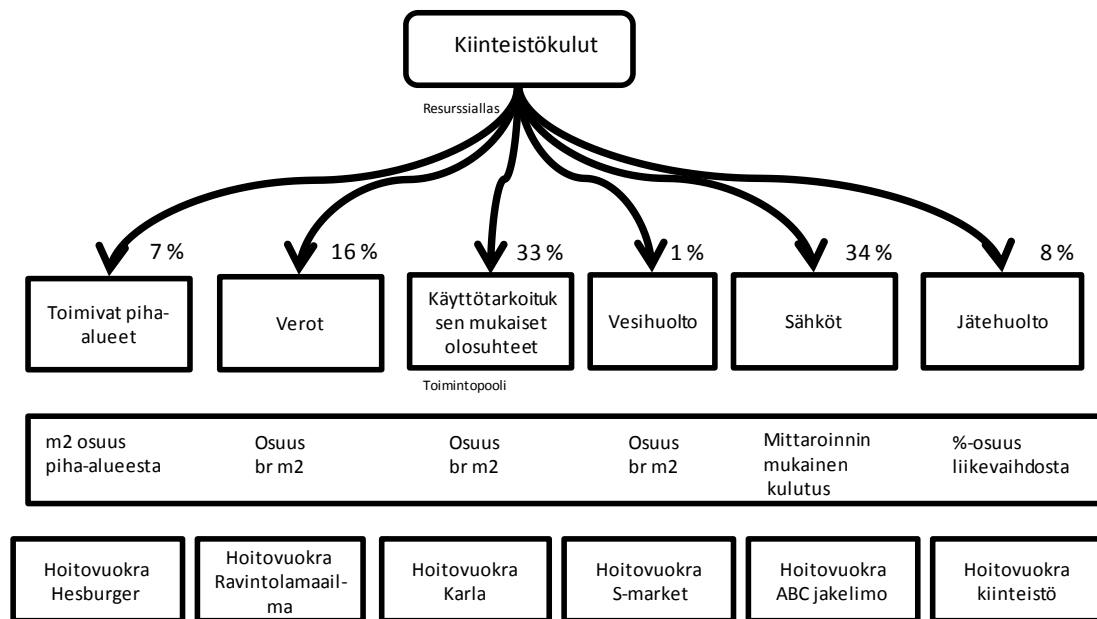 Kiinteistökulut
Resurssiallas
7 %
16 %
33 %
1 %
34 %
8 %
Toimivat piha-
alueet
Verot
Käyttötarkoituk
sen mukaiset
olosuhteet
Vesihuolto
Sähköt
Jätehuolto
Toimintopooli
m2 osuus
piha-alueesta
Osuus
br m2
Osuus
br m2
Osuus
br m2
Mittaroinnin
mukainen
kulutus
%-osuus
liikevaihdosta
Hoitovuokra
Hesburger
Hoitovuokra
Ravintolamaail-
ma
Hoitovuokra
Karla
Hoitovuokra
S-market
Hoitovuokra
ABC jakelimo
Hoitovuokra
kiinteistö